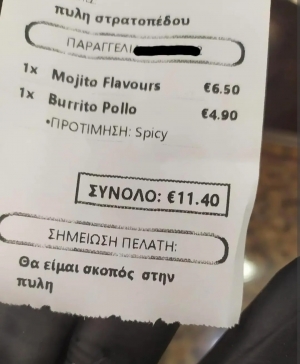 πυλη στρατοπέδου
ΠΑΡΑΓΓΕΛΙ
1x Mojito Flavours €6.50
1x Burrito Pollo €4.90
•ΠΡΟΤΙΜΗΣΗ: Spicy
ΣΥΝΟΛΟ: €11.40
ΣΗΜΕΙΩΣΗ ΠΕΛΑΤΗ:
Θα είμαι σκοπός στην
πυλη